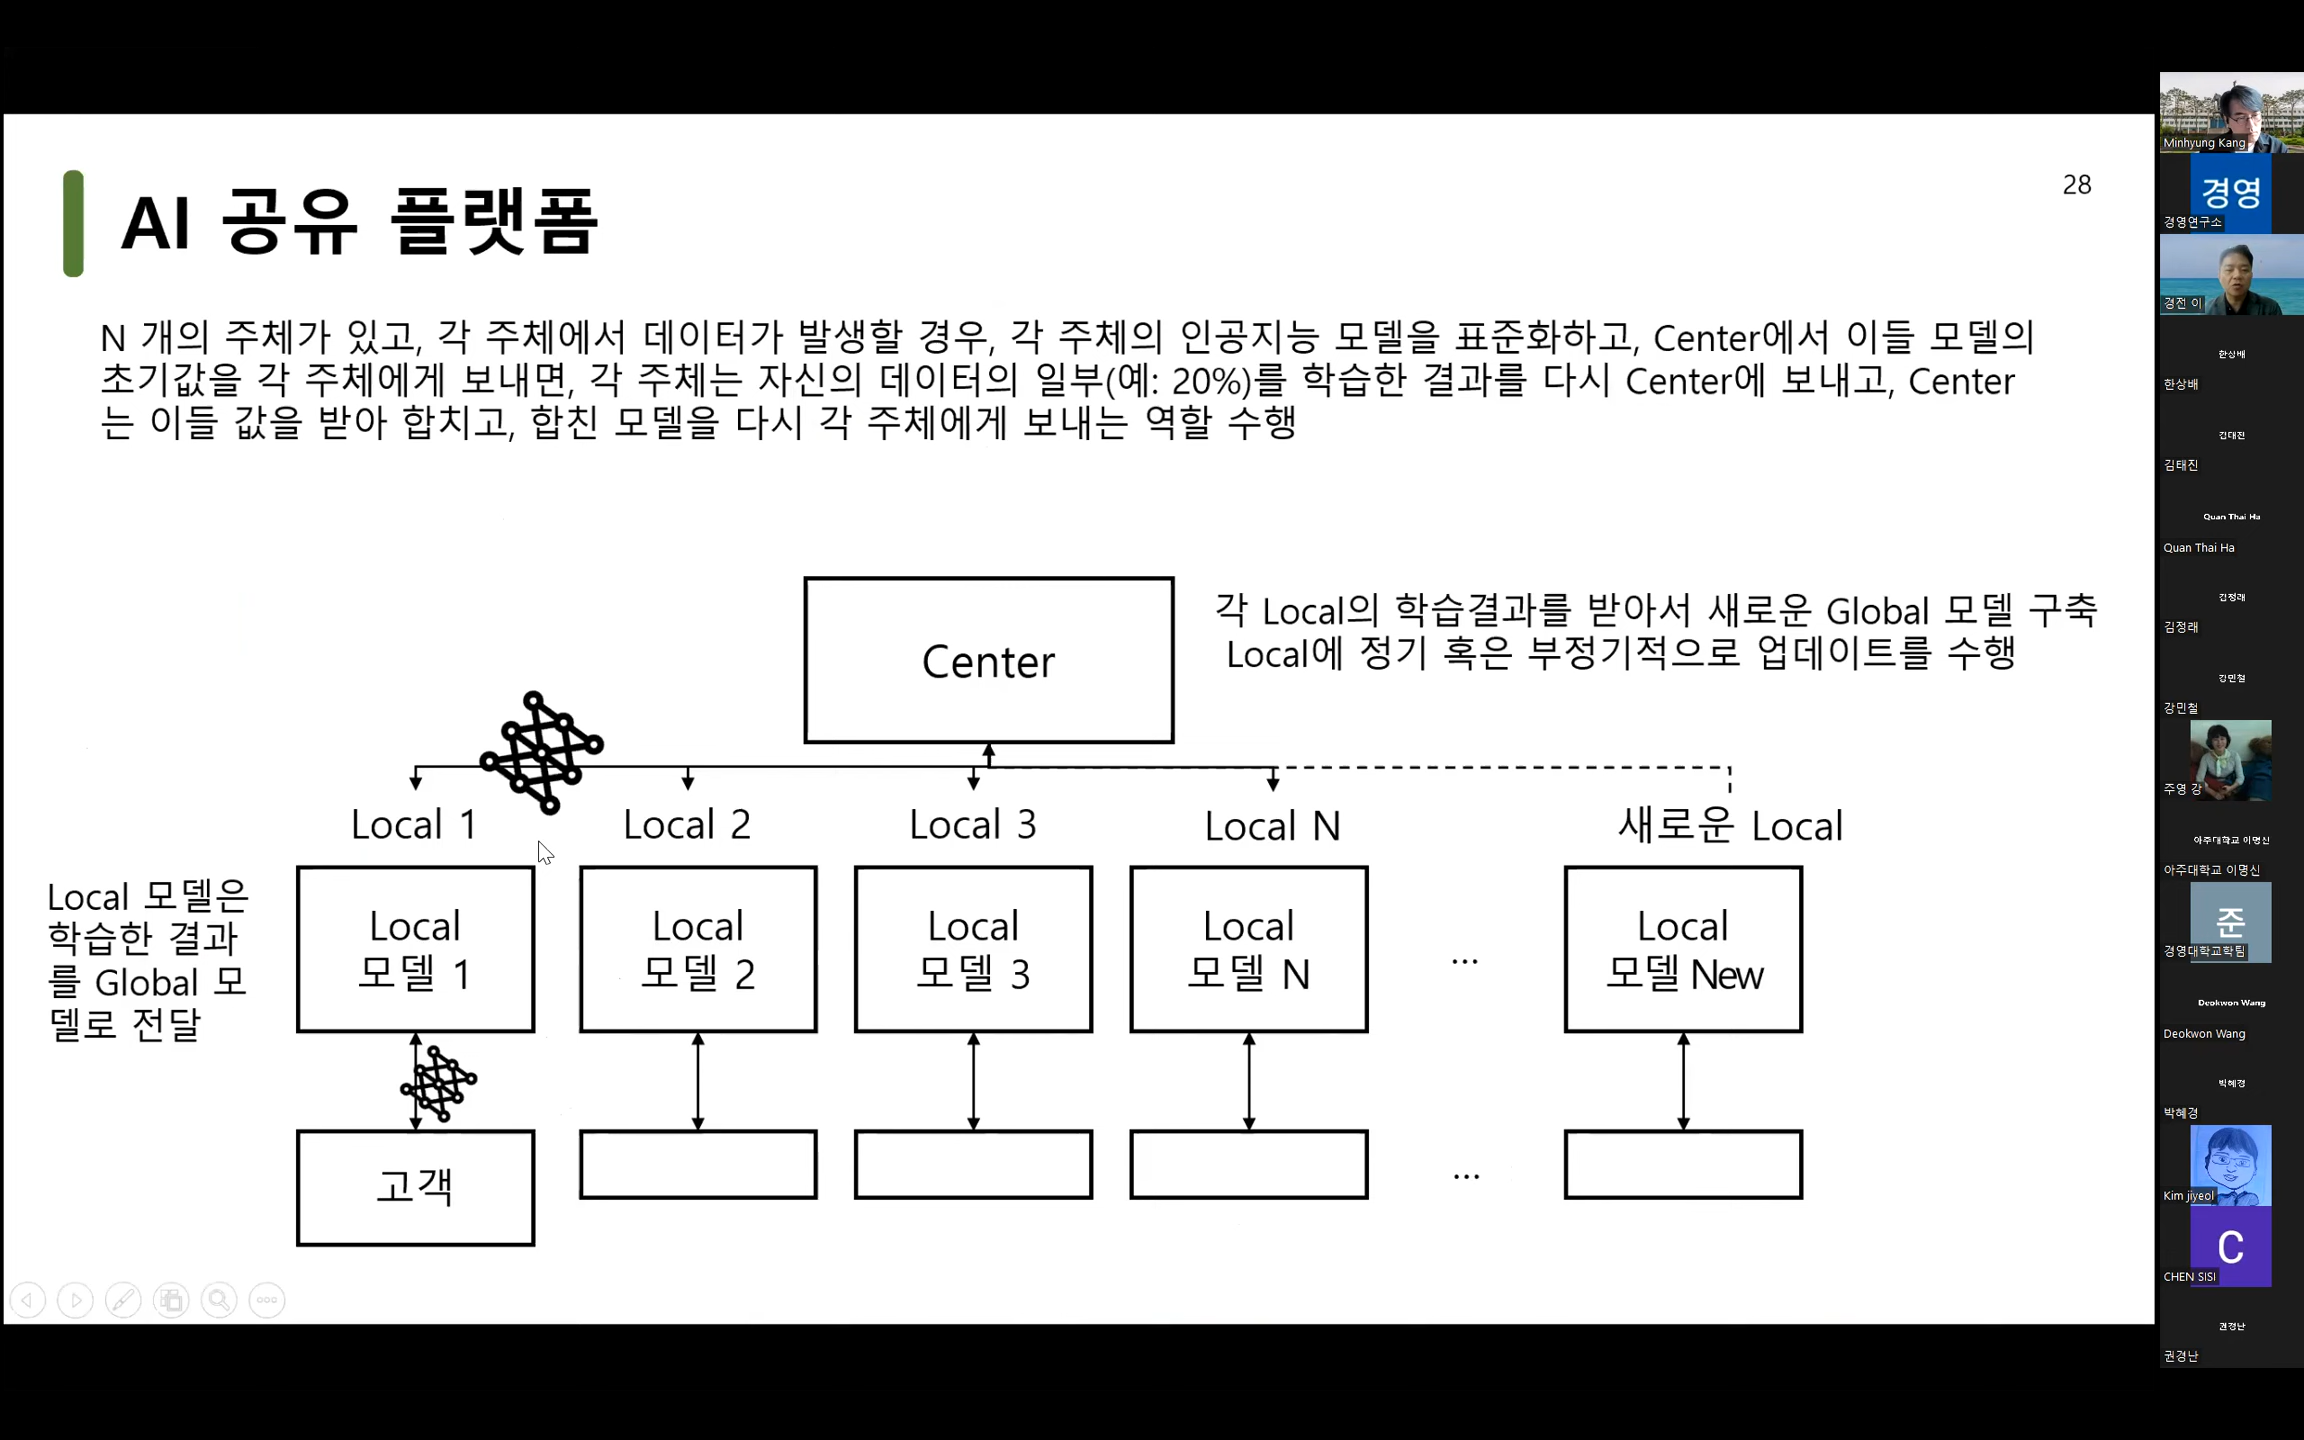 AI 공유 플랫폼
28
N 개의 주체가 있고, 각 주체에서 데이터가 발생할 경우, 각 주체의 인공지능 모델을 표준화하고, Center에서 이들 모델의
초기값을 각 주체에게 보내면, 각 주체는 자신의 데이터의 일부(예: 20%)를 학습한 결과를 다시 Center에 보내고, Center
는 이들 값을 받아 합치고, 합친 모델을 다시 각 주체에게 보내는 역할 수행
Center
각 Local의 학습결과를 받아서 새로운 Global 모델 구축
Local에 정기 혹은 부정기적으로 업데이트를 수행
Local 1
Local 2
Local 3
Local N
새로운 Local
Local 모델은
학습한 결과
를 Global 모
델로 전달
Local
모델 1
Local
모델 2
Local
모델 3
Local
모델 N
...
Local
모델 New
고객
...
Minhyung Kang
경영
경영연구소
경전 이
한상배
한상배
김태진
김태진
Quan Thai Ha
Quan Thai Ha
김정래
김정래
강민철
강민철
주영 강
아주대학교 이명신
아주대학교 이명신
준
경영대학교학팀
Deokwon Wang
Deokwon Wang
박혜경
박혜경
Kim jiyeol
C
CHEN SISI
권경난
권경난